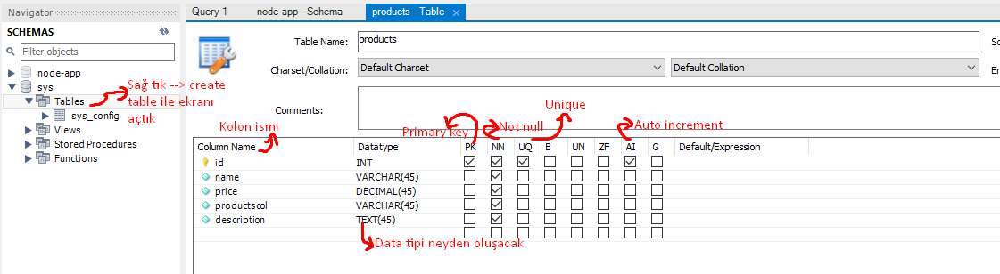 Navigator
SCHEMAS
Filter objects
node-app
sys
Tables
sys_config
Views
Stored Procedures
Functions
Sağ tık --> create
table ile ekranı
açtık
Query 1
node-app - Schema
products - Table
Table Name:
products
Charset/Collation:
Default Charset
Default Collation
Comments:
Kolon ismi
Primary key
Not null
Unique
Auto increment
Column Name Datatype PK NN UQ B UN ZF AI G Default/Expression
id INT
name VARCHAR(45)
price DECIMAL(45)
productscol VARCHAR(45)
description TEXT(45)
Data tipi neyden oluşacak